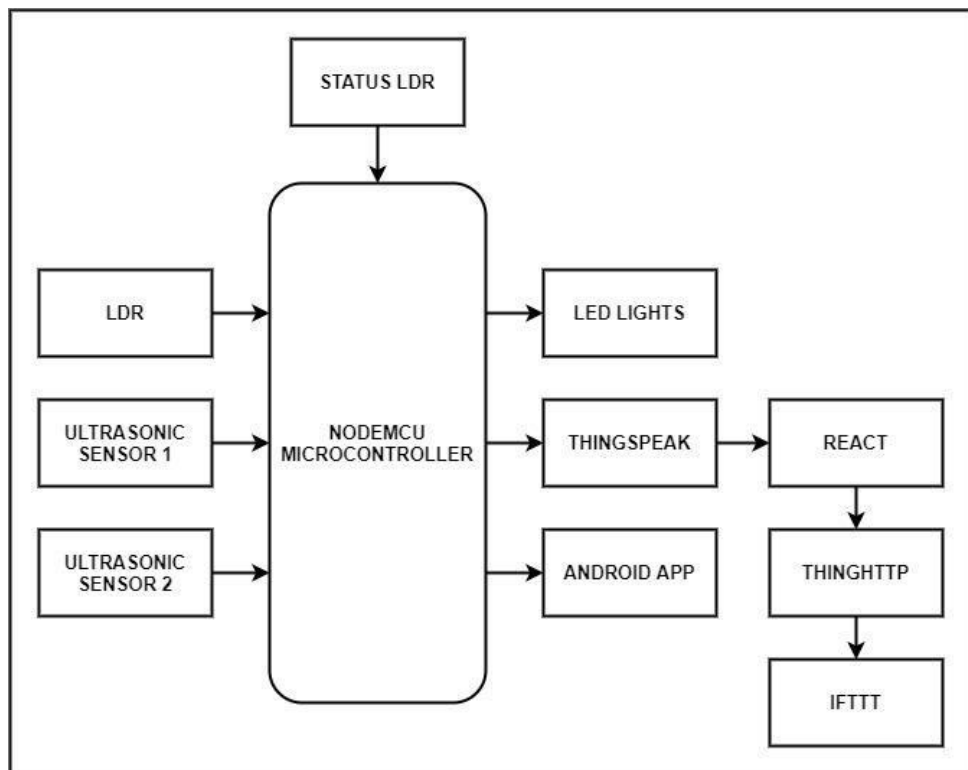 STATUS LDR
LDR
LED LIGHTS
ULTRASONIC
SENSOR 1
NODEMCU
MICROCONTROLLER
THINGSPEAK
REACT
ULTRASONIC
SENSOR 2
ANDROID APP
THINGHTTP
IFTTT